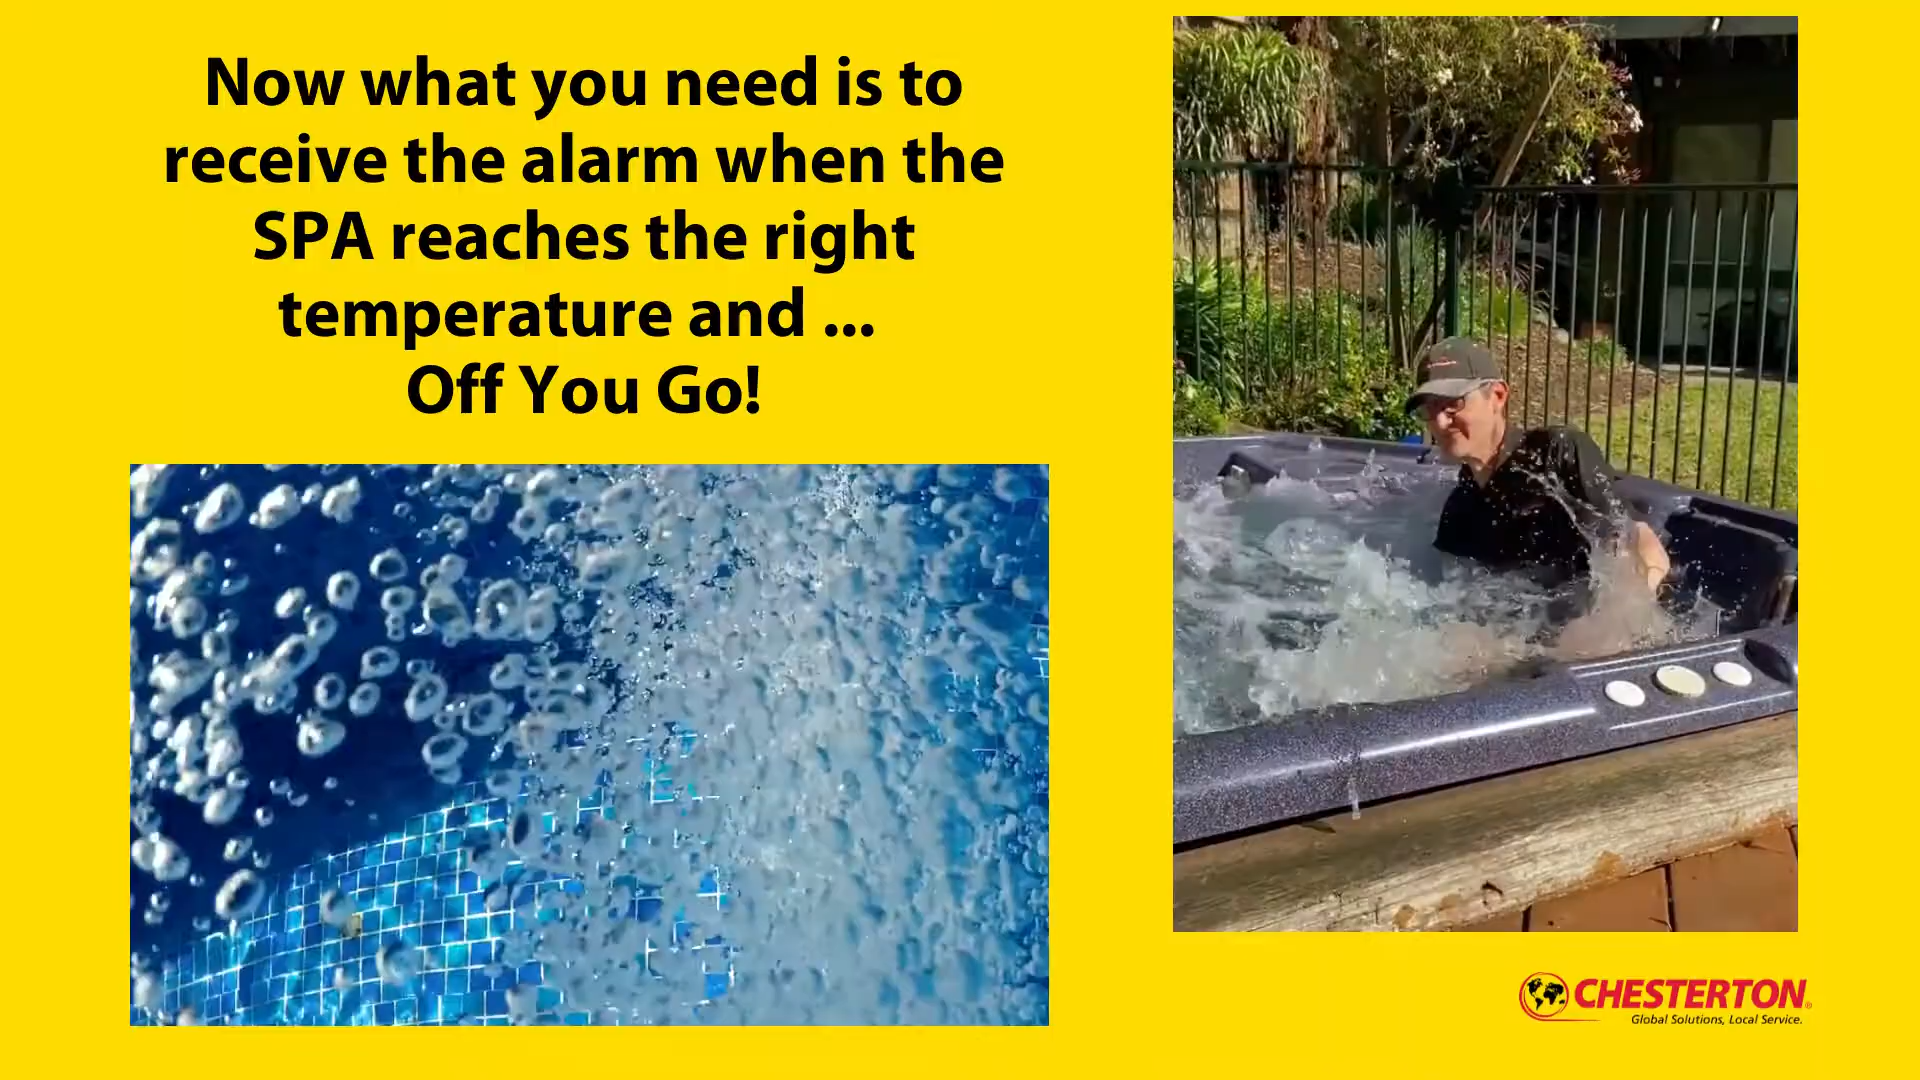 Now what you need is to
receive the alarm when the
SPA reaches the right
temperature and ...
Off You Go!
CHESTERTON®
Global Solutions, Local Service.